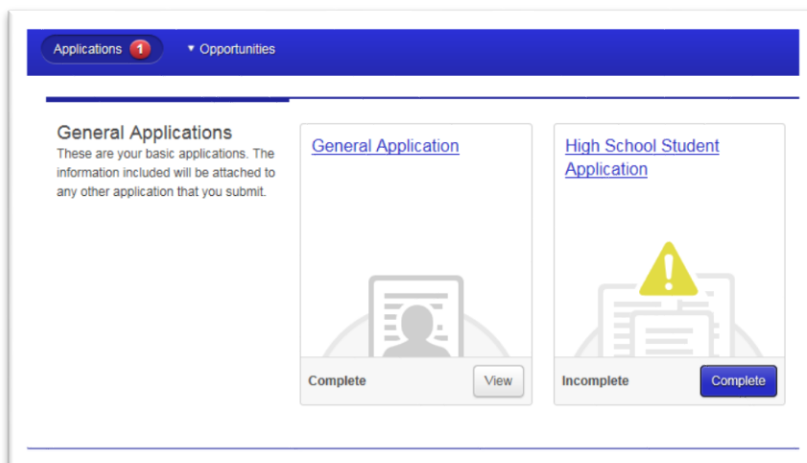 Applications 1 ▼ Opportunities
General Applications
These are your basic applications. The
information included will be attached to
any other application that you submit.
General Application
Complete View
High School Student
Application
Incomplete Complete